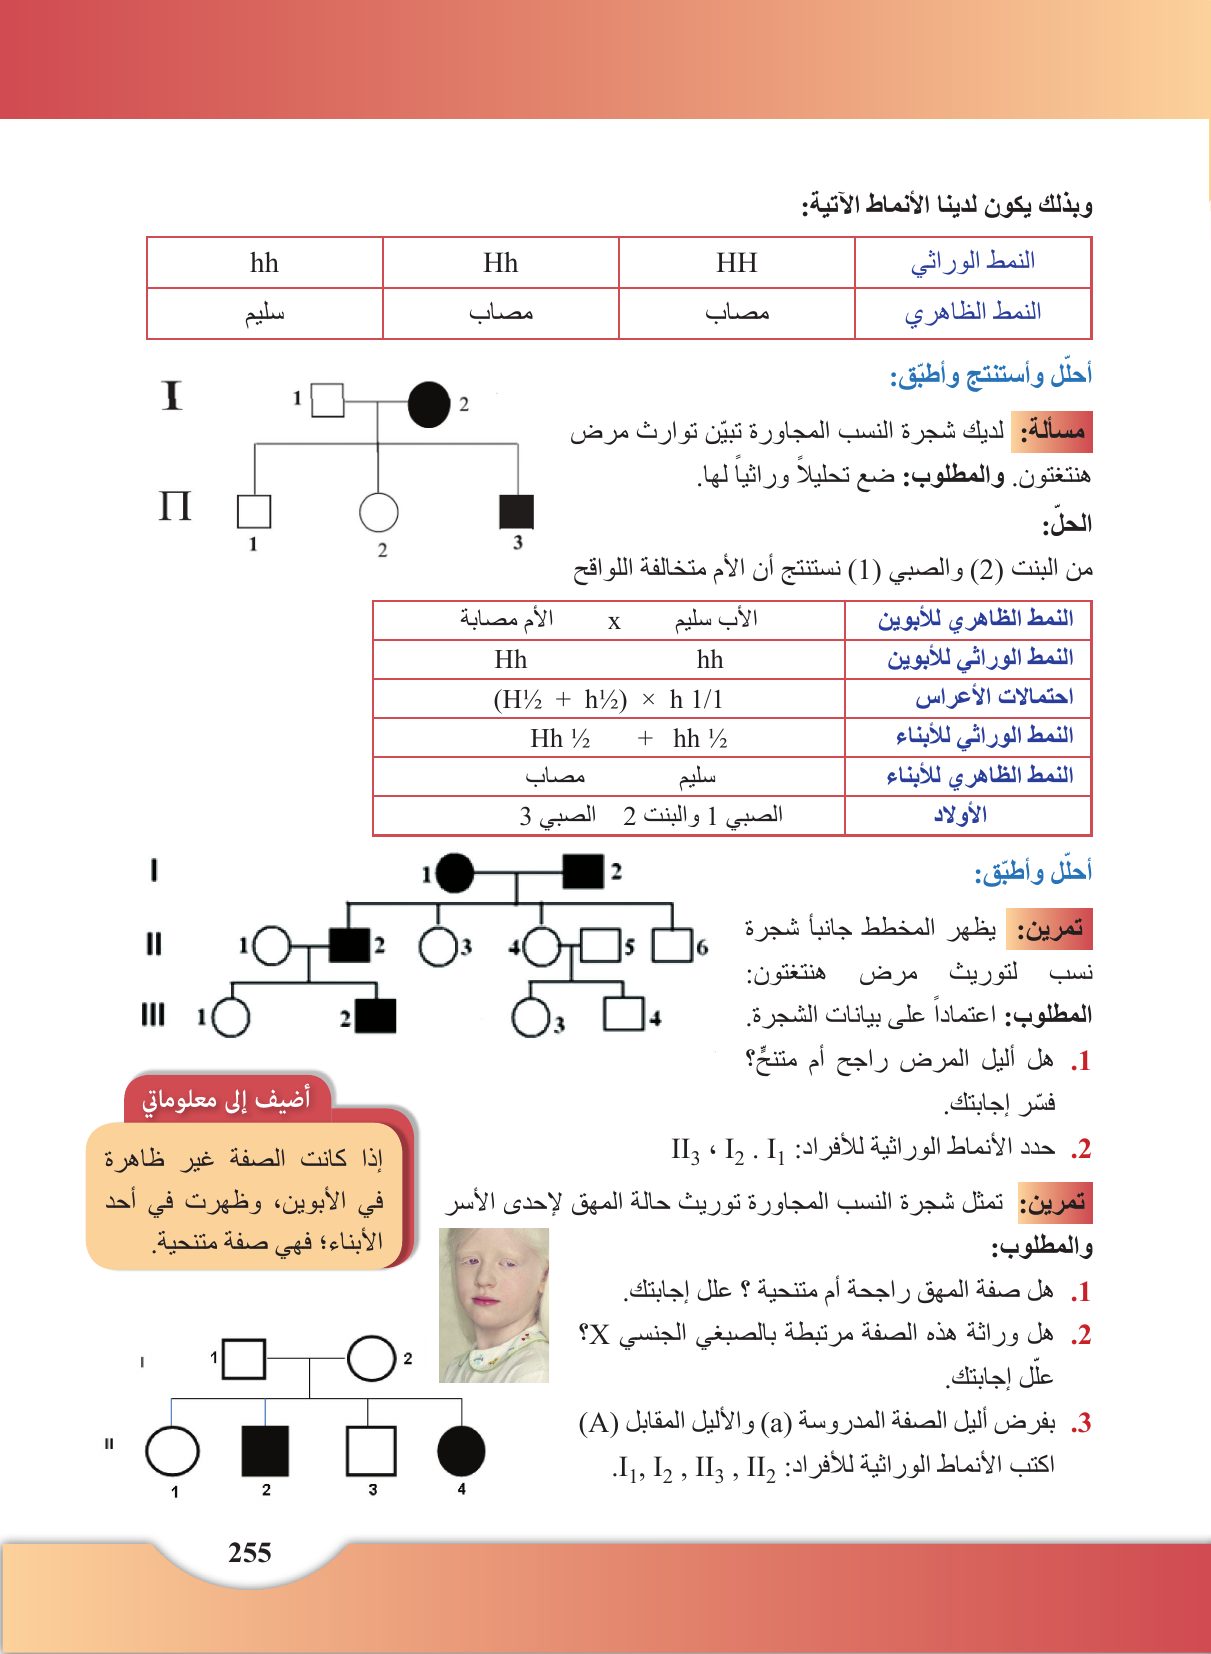 وبذلك يكون لدينا الأنماط الآتية:
النمط الوراثي HH Hh hh
النمط الظاهري مصاب مصاب سليم
أحلّل وأستنتج وأطبّق:
I 1 2
مسألة: لديك شجرة النسب المجاورة تبيّن توارث مرض
هنتغتون. والمطلوب: ضع تحليلاً وراثياً لها.
II 1 2 3
الحلّ:
من البنت (2) والصبي (1) نستنتج أن الأم متخالفة اللواقح
النمط الظاهري للأبوين الأب سليم x الأم مصابة
النمط الوراثي للأبوين hh Hh
احتمالات الأعراس (H½ + h½) × h 1/1
النمط الوراثي للأبناء Hh ½ + hh ½
النمط الظاهري للأبناء سليم مصاب
الأولاد الصبي 1 والبنت 2 الصبي 3
أحلّل وأطبّق:
I 1 2
II 1 2 3 4 5 6
III 1 2 3 4
تمرين: يظهر المخطط جانبأ شجرة
نسب لتوريث مرض هنتغتون:
المطلوب: اعتماداً على بيانات الشجرة.
1. هل أليل المرض راجح أم متنحٍّ؟
فسّر إجابتك.
2. حدد الأنماط الوراثية للأفراد: I1 . I2 ، II3
أضيف إلى معلوماتي
إذا كانت الصفة غير ظاهرة
في الأبوين، وظهرت في أحد
الأبناء؛ فهي صفة متنحية.
تمرين: تمثل شجرة النسب المجاورة توريث حالة المهق لإحدى الأسر
والمطلوب:
1. هل صفة المهق راجحة أم متنحية ؟ علل إجابتك.
2. هل وراثة هذه الصفة مرتبطة بالصبغي الجنسي X؟
علّل إجابتك.
3. بفرض أليل الصفة المدروسة (a) والأليل المقابل (A)
اكتب الأنماط الوراثية للأفراد: I1, I2 , II3 , II2.
I 1 2
II 1 2 3 4
255